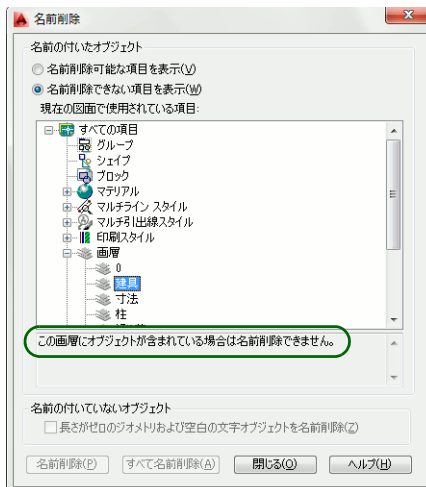 名前削除
名前の付いたオブジェクト
名前削除可能な項目を表示(V)
名前削除できない項目を表示(W)
現在の図面で使用されている項目:
すべての項目
グループ
シェイプ
ブロック
マテリアル
マルチライン スタイル
マルチ引出線スタイル
印刷スタイル
画層
0
建具
寸法
柱
この画層にオブジェクトが含まれている場合は名前削除できません。
名前の付いていないオブジェクト
長さがゼロのジオメトリおよび空白の文字オブジェクトを名前削除(Z)
名前削除(P) すべて名前削除(A) 閉じる(O) ヘルプ(H)